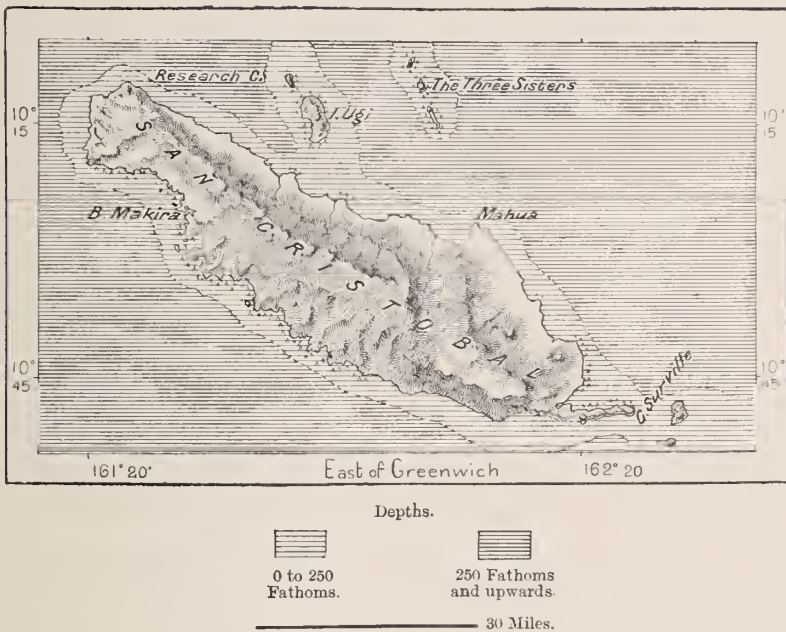 Research C.
I. Ugi
The Three Sisters
10°
15
10°
15
B. Makira
Mahua
SAN CRISTOBAL
10°
45
10°
45
C. Surville
161° 20'
East of Greenwich
162° 20
Depths.
0 to 250
Fathoms.
250 Fathoms
and upwards.
30 Miles.